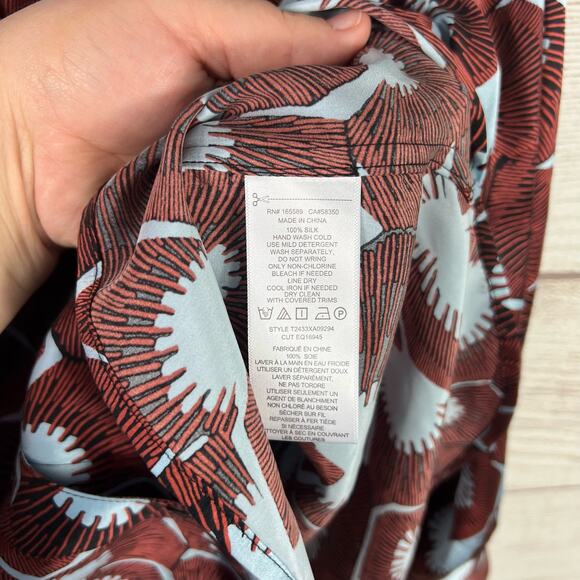 RN# 165589 CA#58350
MADE IN CHINA
100% SILK
HAND WASH COLD
USE MILD DETERGENT
WASH SEPARATELY,
DO NOT WRING
ONLY NON-CHLORINE
BLEACH IF NEEDED
LINE DRY
COOL IRON IF NEEDED
DRY CLEAN
WITH COVERED TRIMS
STYLE T2433XA09294
CUT EQ16945
FABRIQUÉ EN CHINE
100% SOIE
LAVER À LA MAIN EN EAU FROIDE
UTILISER UN DÉTERGENT DOUX
LAVER SÉPARÉMENT,
NE PAS TORDRE
UTILISER SEULEMENT UN
AGENT DE BLANCHIMENT
NON CHLORÉ AU BESOIN
SÉCHER SUR FIL
REPASSER À FER TIÈDE
SI NÉCESSAIRE
TTOYER À SEC EN COUVRANT
LES COUTURES